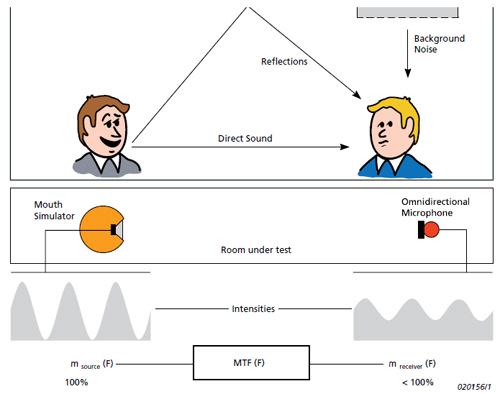 Background
Noise
Reflections
Direct Sound
Mouth
Simulator
Omnidirectional
Microphone
Room under test
Intensities
m source (F)
MTF (F)
m receiver (F)
100%
< 100%
020156/1